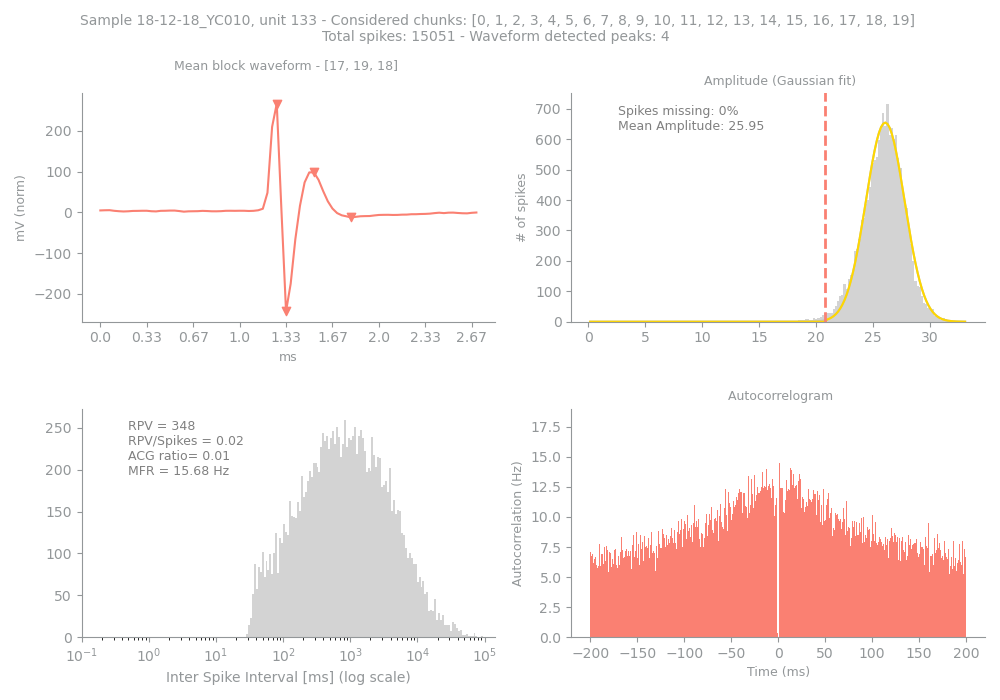 Sample 18-12-18_YC010, unit 133 - Considered chunks: [0, 1, 2, 3, 4, 5, 6, 7, 8, 9, 10, 11, 12, 13, 14, 15, 16, 17, 18, 19]
Total spikes: 15051 - Waveform detected peaks: 4
Mean block waveform - [17, 19, 18]
mV (norm)
200
100
0
−100
−200
0.0 0.33 0.67 1.0 1.33 1.67 2.0 2.33 2.67
ms
Amplitude (Gaussian fit)
Spikes missing: 0%
Mean Amplitude: 25.95
# of spikes
700
600
500
400
300
200
100
0
0 5 10 15 20 25 30
RPV = 348
RPV/Spikes = 0.02
ACG ratio= 0.01
MFR = 15.68 Hz
250
200
150
100
50
0
10⁻¹ 10⁰ 10¹ 10² 10³ 10⁴ 10⁵
Inter Spike Interval [ms] (log scale)
Autocorrelogram
Autocorrelation (Hz)
17.5
15.0
12.5
10.0
7.5
5.0
2.5
0.0
−200 −150 −100 −50 0 50 100 150 200
Time (ms)